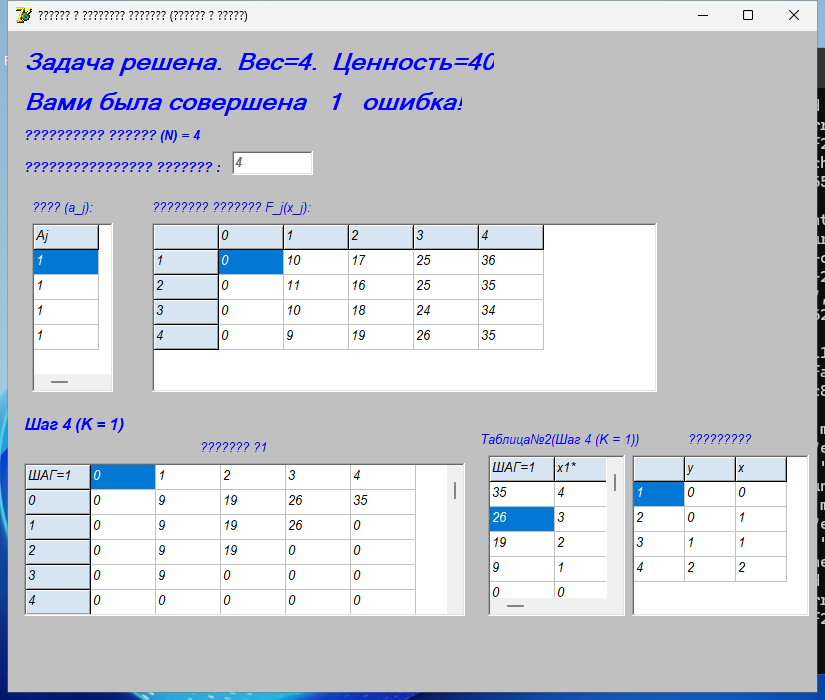 ?????? ? ???????? ??????? (?????? ? ?????)
Задача решена. Вес=4. Ценность=40
Вами была совершена 1 ошибка!
?????????? ?????? (N) = 4
???????????????? ??????? : 4
???? (a_j):
Aj
1
1
1
1
???????? ??????? F_j(x_j):
0 1 2 3 4
1 0 10 17 25 36
2 0 11 16 25 35
3 0 10 18 24 34
4 0 9 19 26 35
Шаг 4 (K = 1)
??????? ?1
ШАГ=1 0 1 2 3 4
0 0 9 19 26 35
1 0 9 19 26 0
2 0 9 19 0 0
3 0 9 0 0 0
4 0 0 0 0 0
Таблица№2(Шаг 4 (K = 1))
ШАГ=1 x1*
35 4
26 3
19 2
9 1
0 0
?????????
y x
1 0 0
2 0 1
3 1 1
4 2 2